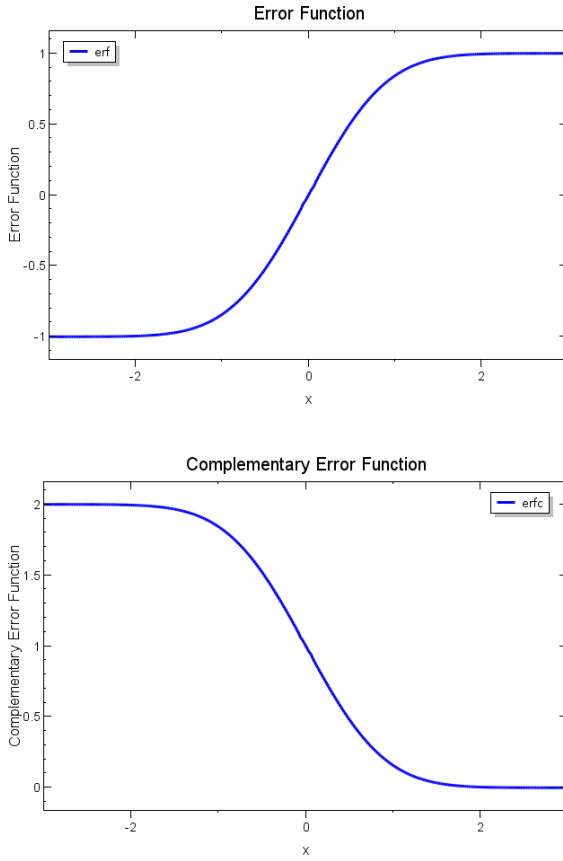 Error Function
erf
1
0.5
0
-0.5
-1
Error Function
-2
0
2
x
Complementary Error Function
erfc
2
1.5
1
0.5
0
Complementary Error Function
-2
0
2
x